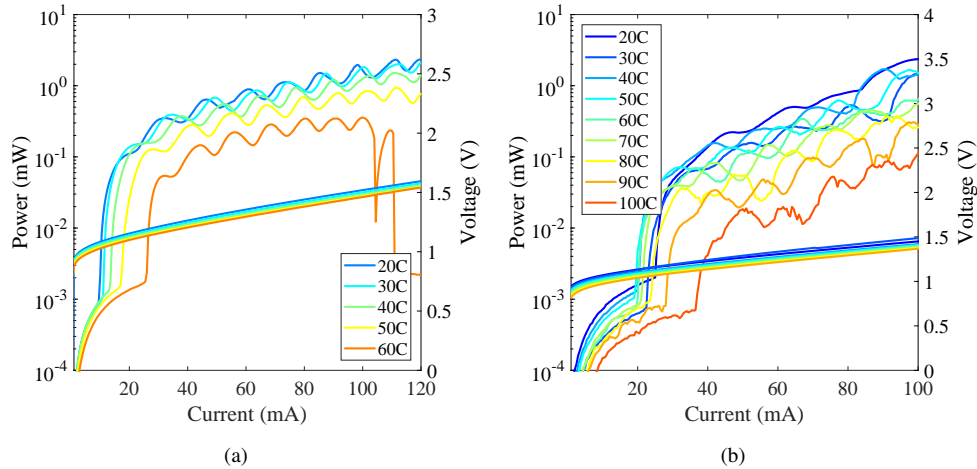 10^1
10^0
10^-1
10^-2
10^-3
10^-4
Power (mW)
20 40 60 80 100 120
Current (mA)
3
2.5
2
1.5
1
0.5
0
Voltage (V)
20C
30C
40C
50C
60C
(a)
10^1
10^0
10^-1
10^-2
10^-3
10^-4
Power (mW)
20 40 60 80 100
Current (mA)
4
3.5
3
2.5
2
1.5
1
0.5
0
Voltage (V)
20C
30C
40C
50C
60C
70C
80C
90C
100C
(b)